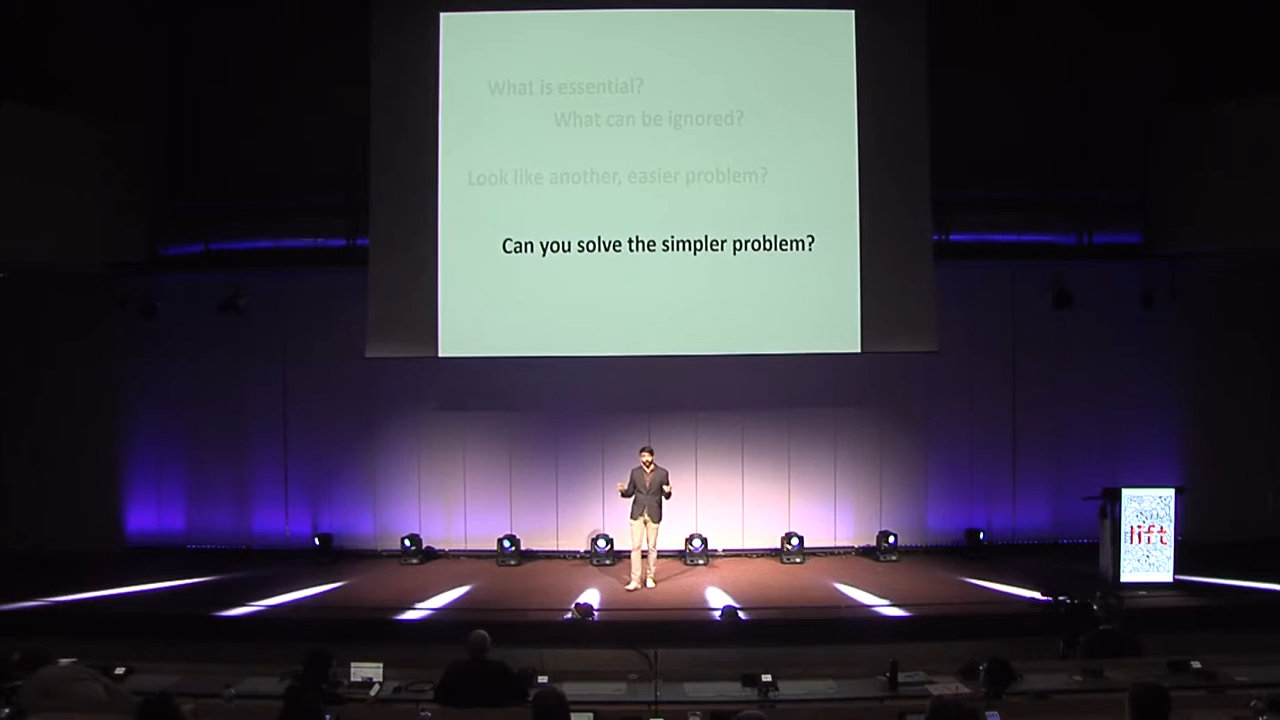 What is essential?
What can be ignored?
Look like another, easier problem?
Can you solve the simpler problem?
lift